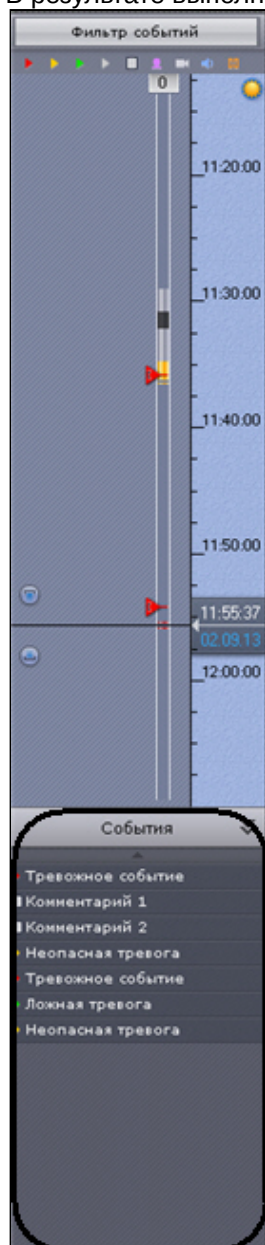 В результате выполн
Фильтр событий
0
11:20:00
11:30:00
11:40:00
11:50:00
11:55:37
02.09.13
12:00:00
События
Тревожное событие
Комментарий 1
Комментарий 2
Неопасная тревога
Тревожное событие
Ложная тревога
Неопасная тревога